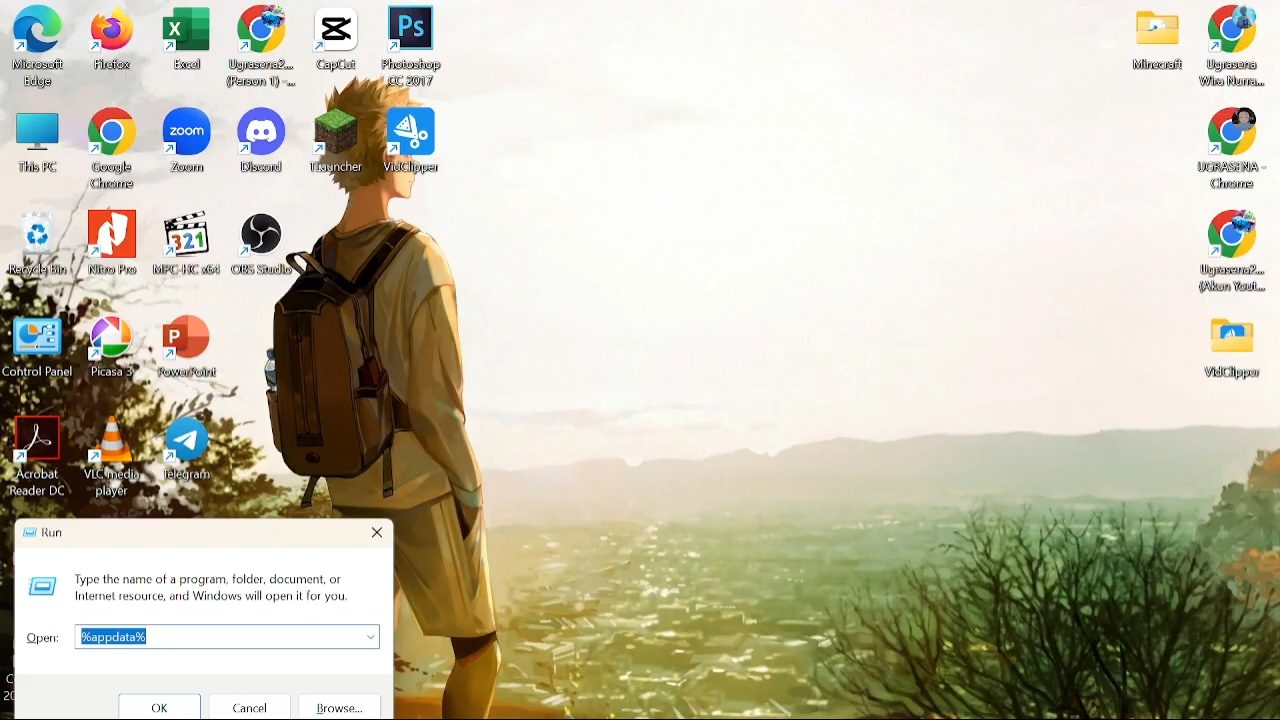 Microsoft
Edge
Firefox
Excel
Ugrasena2...
(Person 1) -...
CapCut
Ps
Photoshop
CC 2017
Minecraft
Ugrasena
Wira Nurra...
This PC
Google
Chrome
zoom
Zoom
Discord
TLauncher
VidClipper
UGRASENA -
Chrome
Recycle Bin
Nitro Pro
321
MPC-HC x64
OBS Studio
Ugrasena2...
(Akun Yout...
Control Panel
Picasa 3
PowerPoint
VidClipper
Acrobat
Reader DC
VLC media
player
Telegram
Run
Type the name of a program, folder, document, or
Internet resource, and Windows will open it for you.
Open:
%appdata%
OK
Cancel
Browse...